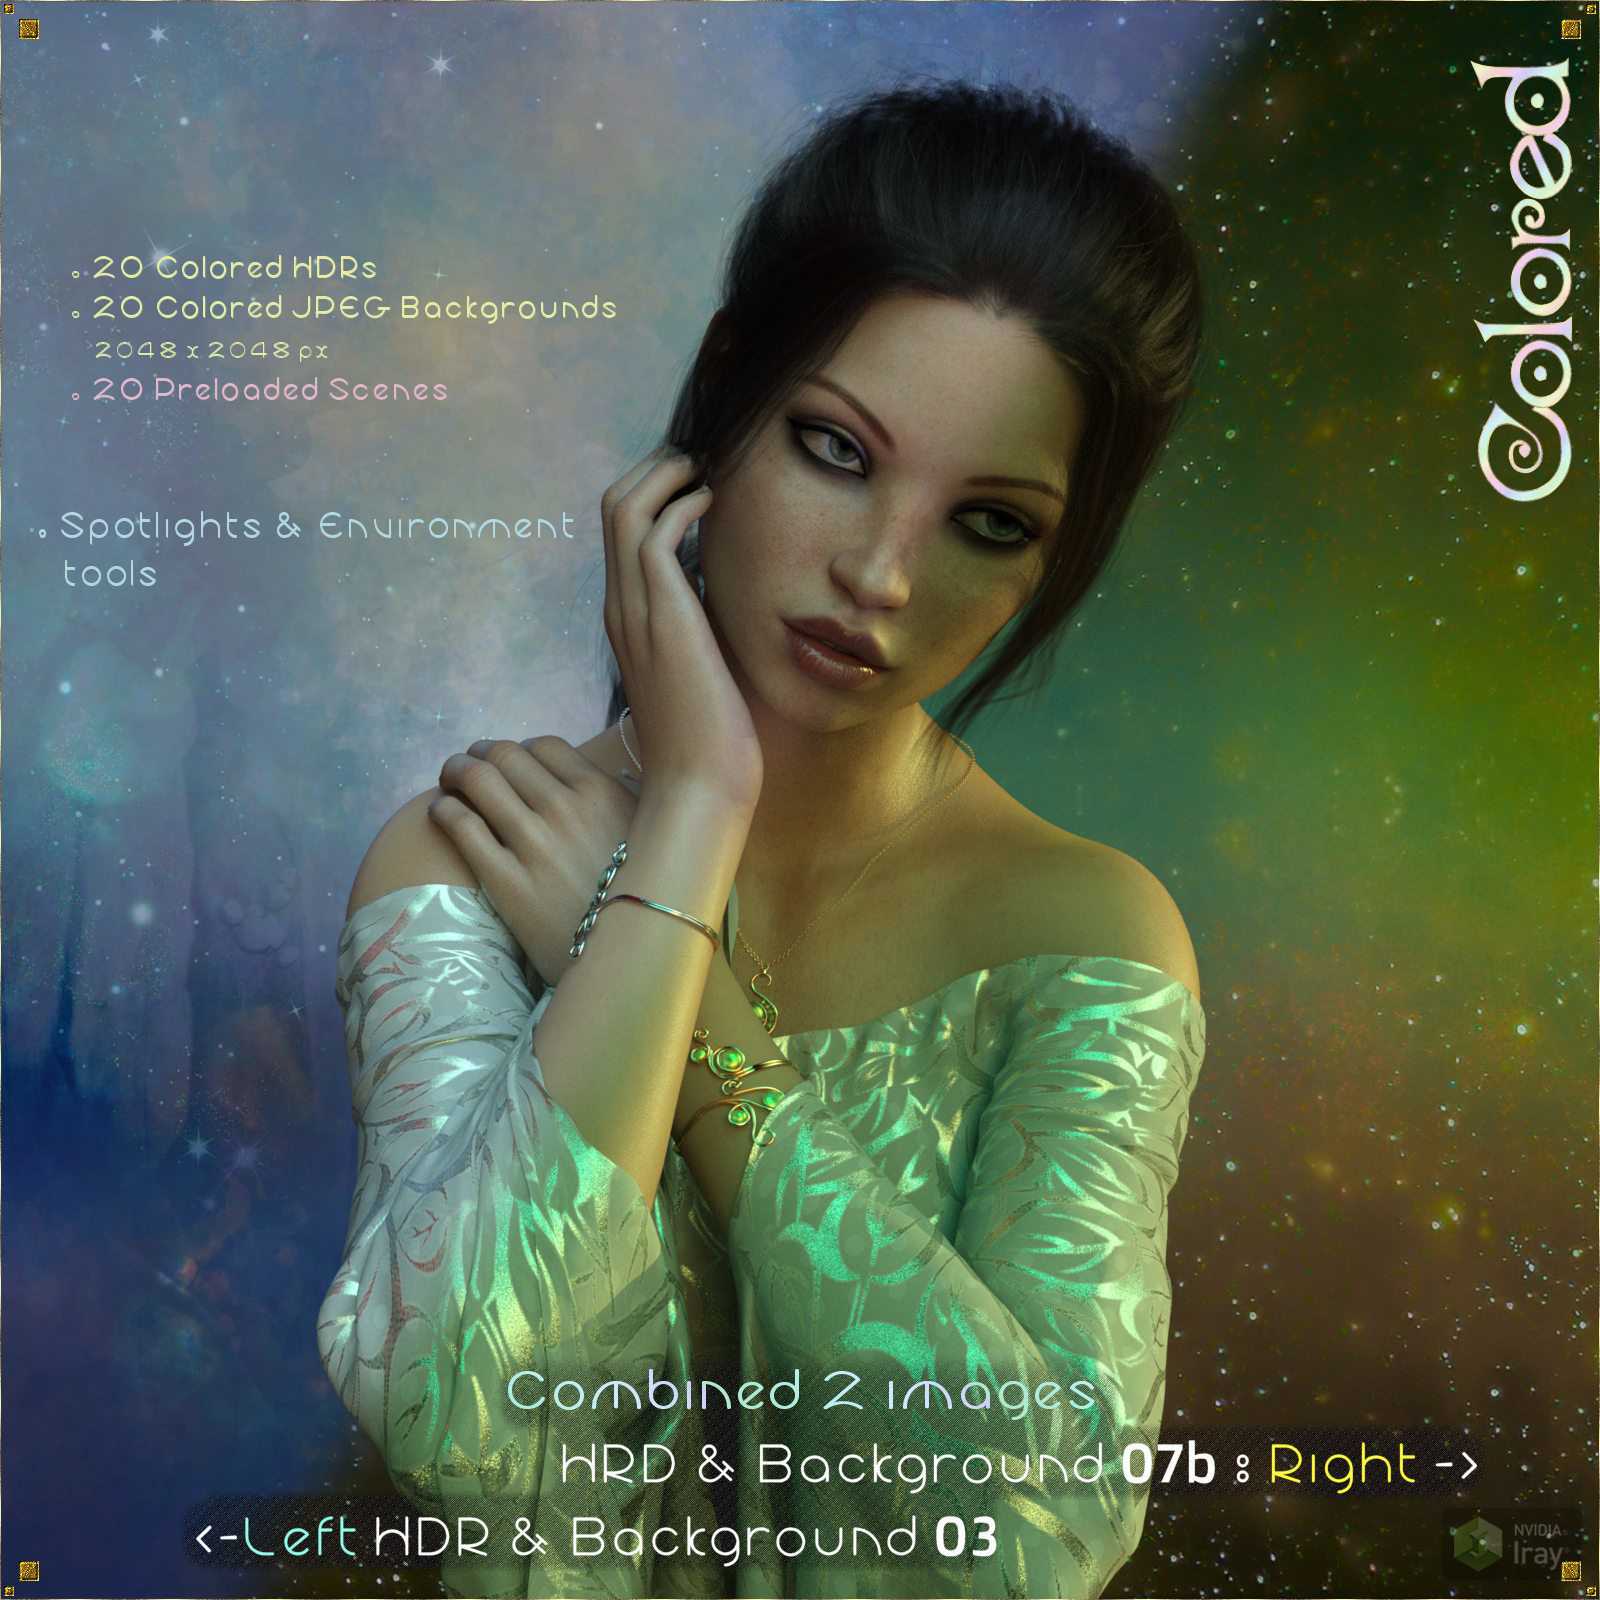 Colored
. 20 Colored HDRs
. 20 Colored JPEG Backgrounds
2048 x 2048 px
. 20 Preloaded Scenes
. Spotlights & Environment
tools
Combined 2 images
HRD & Background 07b : Right ->
<-Left HDR & Background 03
NVIDIA
Iray